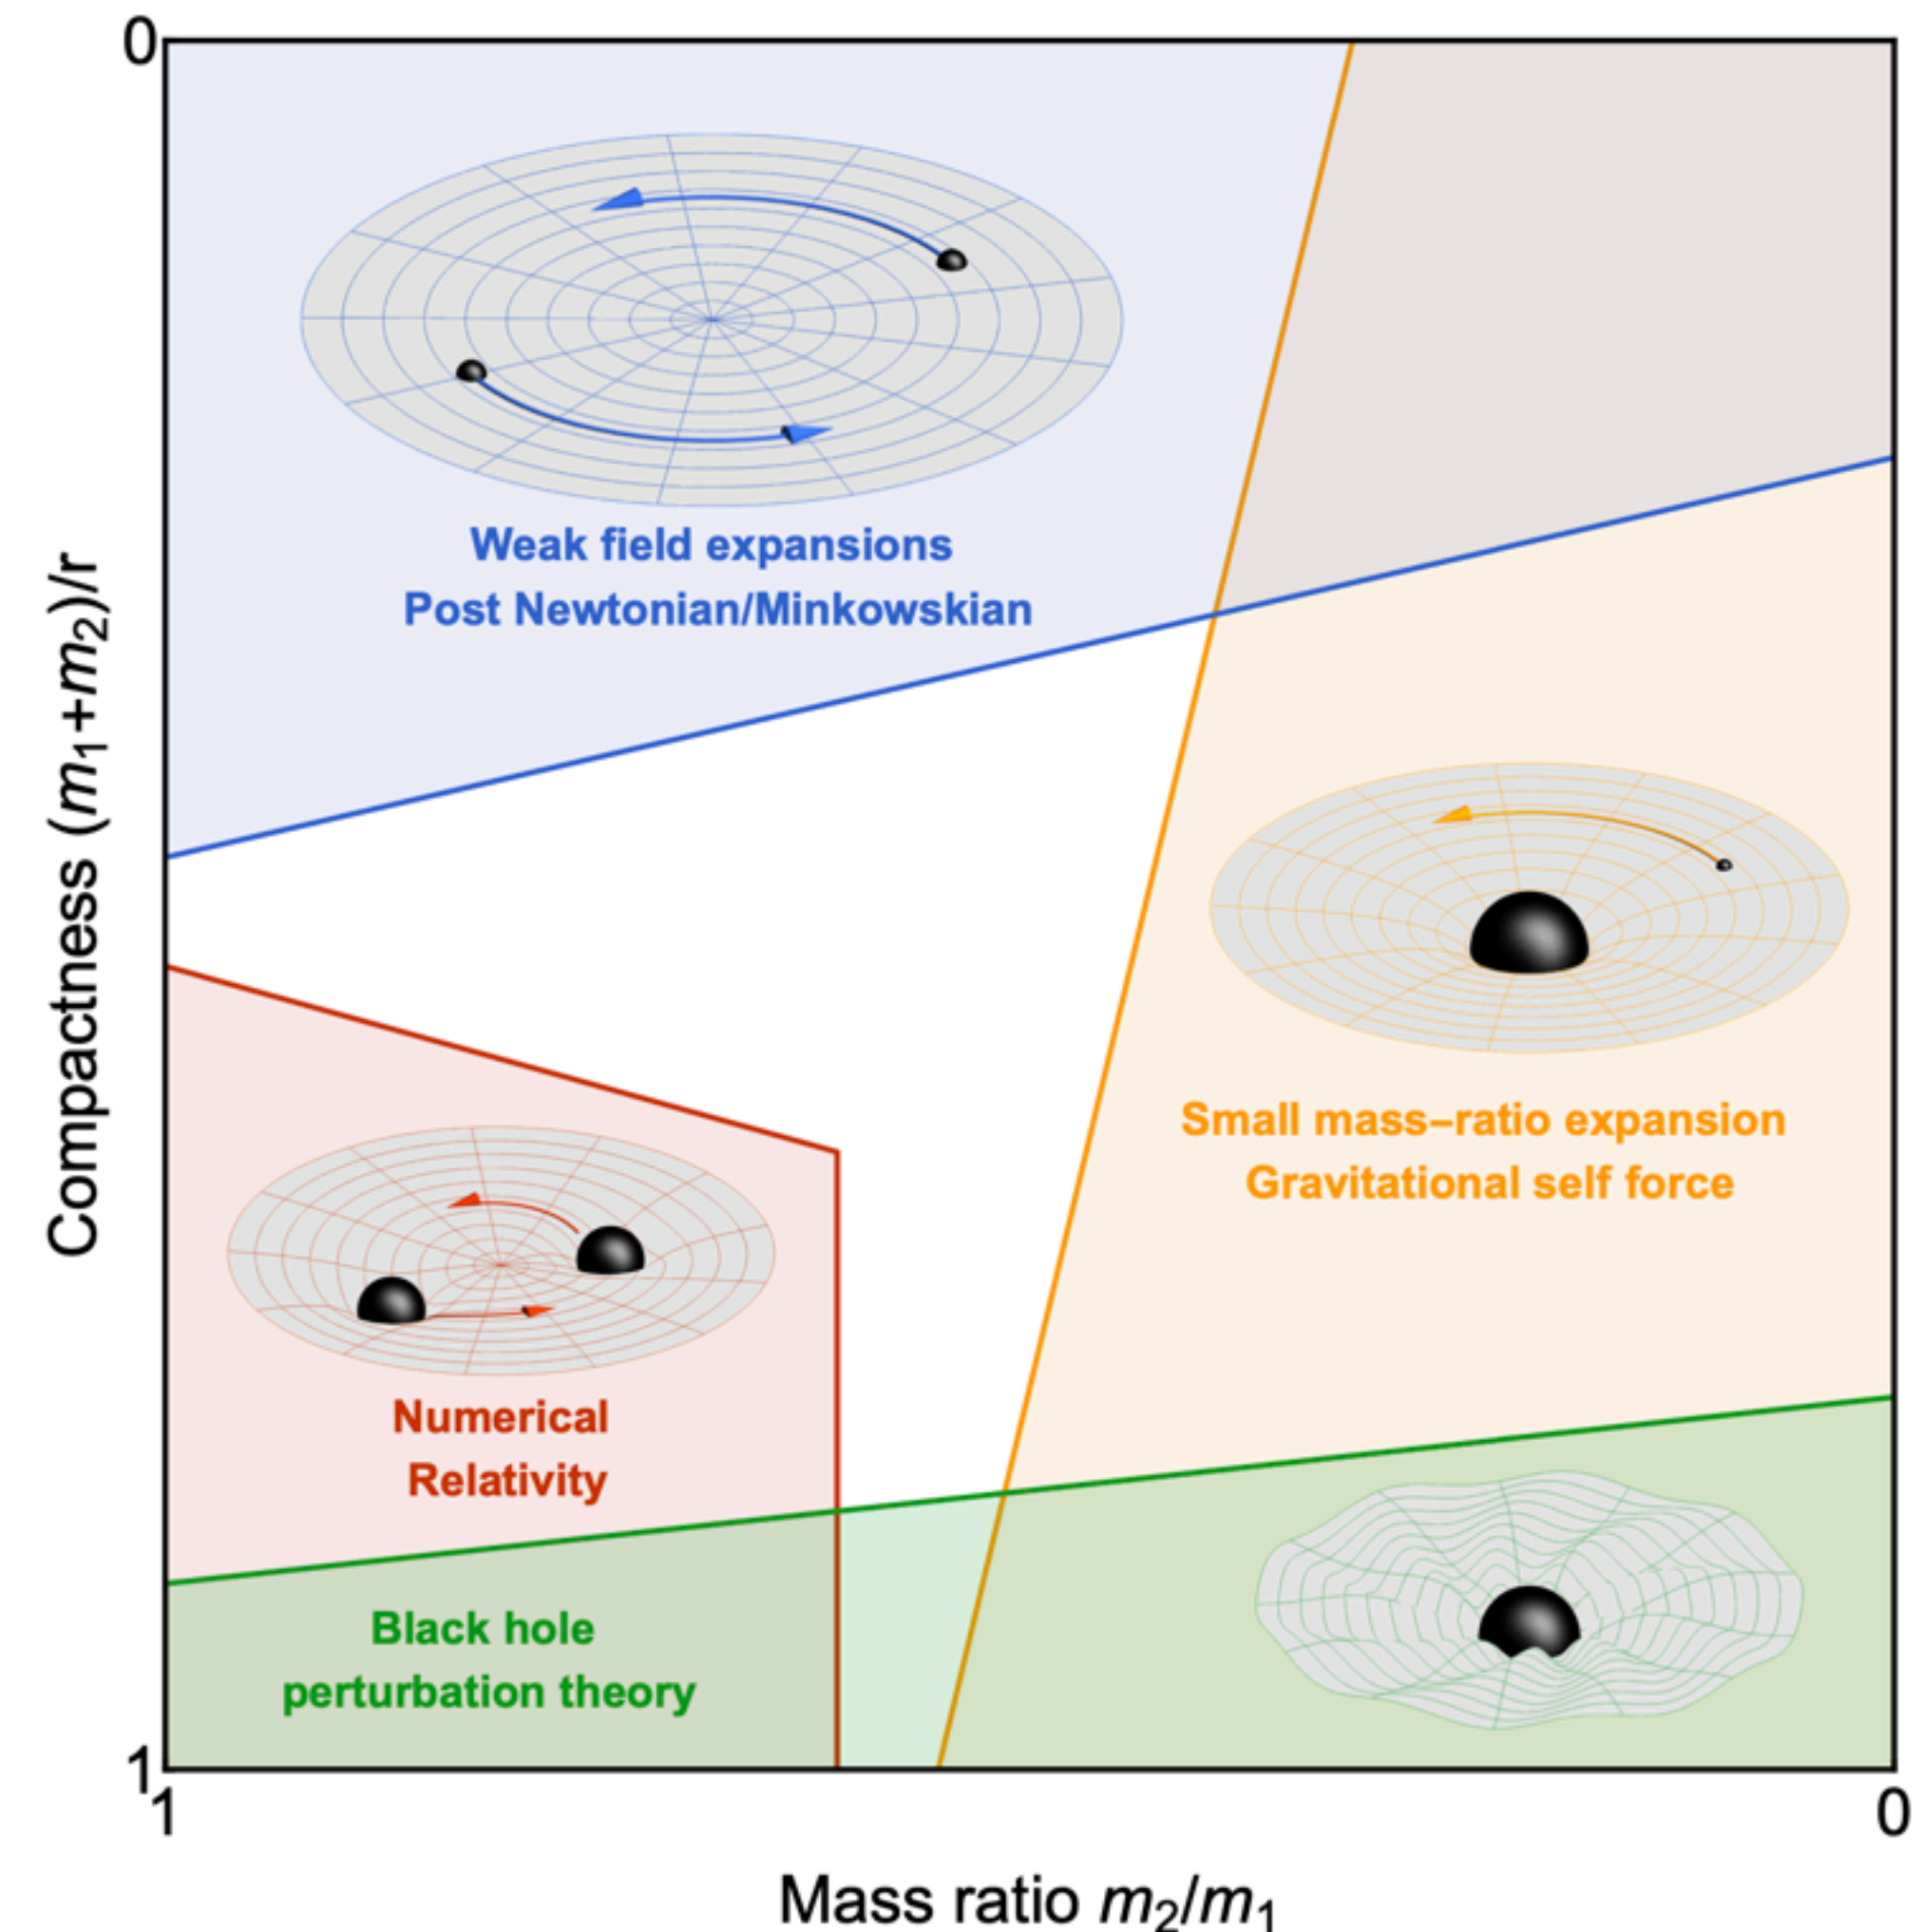 0
Weak field expansions
Post Newtonian/Minkowskian
Compactness (m₁+m₂)/r
Small mass–ratio expansion
Gravitational self force
Numerical
Relativity
Black hole
perturbation theory
1
1
0
Mass ratio m₂/m₁